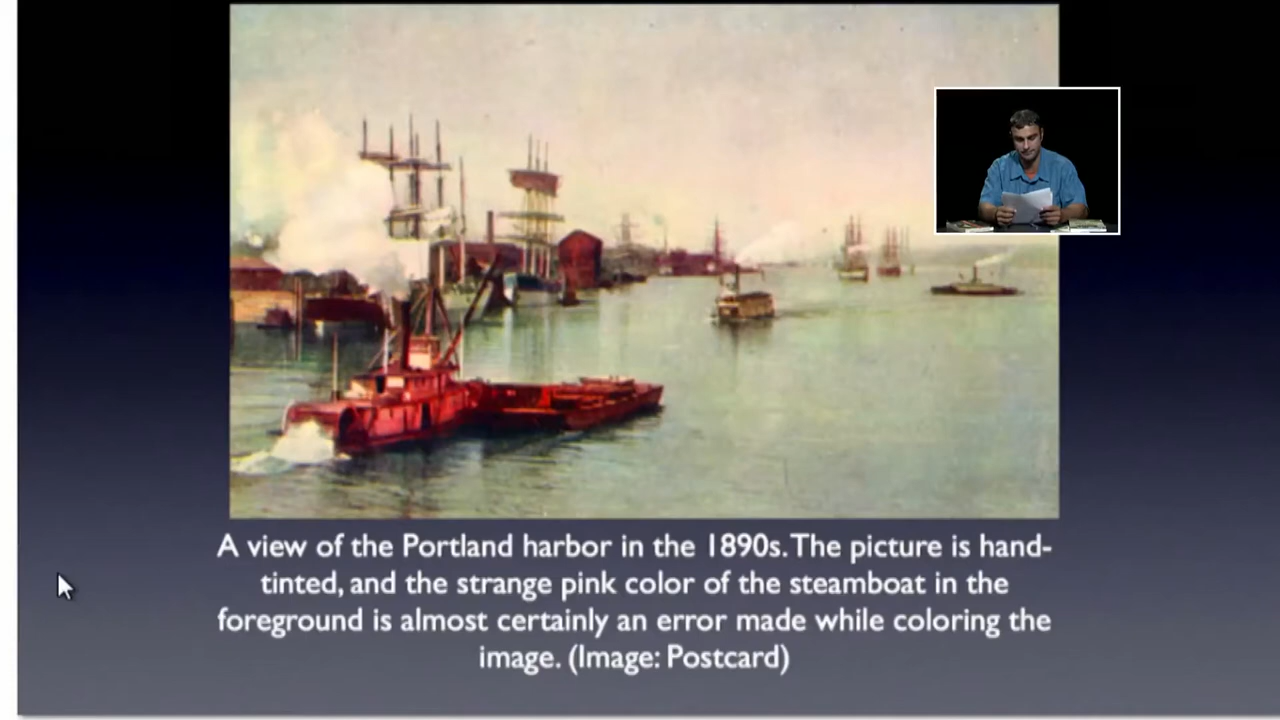 A view of the Portland harbor in the 1890s. The picture is hand-
tinted, and the strange pink color of the steamboat in the
foreground is almost certainly an error made while coloring the
image. (Image: Postcard)